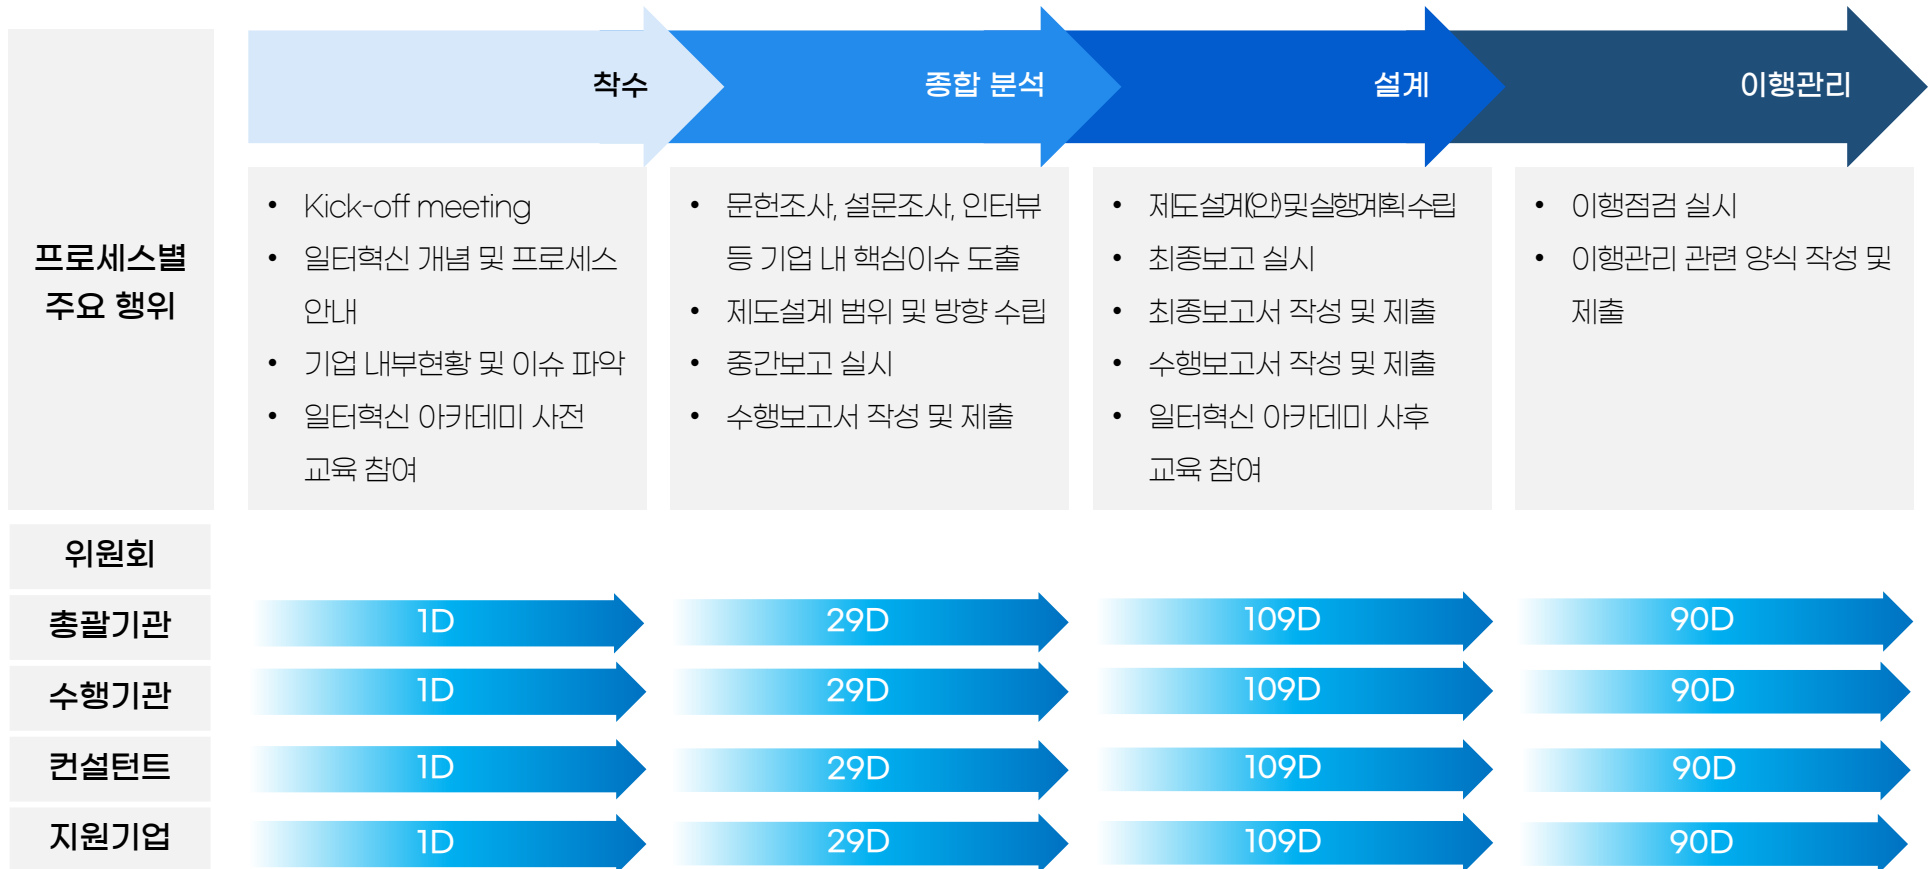 착수
종합 분석
설계
이행관리
프로세스별
주요 행위
• Kick-off meeting
• 일터혁신 개념 및 프로세스
안내
• 기업 내부현황 및 이슈 파악
• 일터혁신 아카데미 사전
교육 참여
• 문헌조사, 설문조사, 인터뷰
등 기업 내 핵심이슈 도출
• 제도설계 범위 및 방향 수립
• 중간보고 실시
• 수행보고서 작성 및 제출
• 제도설계(안) 및 실행계획 수립
• 최종보고 실시
• 최종보고서 작성 및 제출
• 수행보고서 작성 및 제출
• 일터혁신 아카데미 사후
교육 참여
• 이행점검 실시
• 이행관리 관련 양식 작성 및
제출
위원회
총괄기관
1D
29D
109D
90D
수행기관
1D
29D
109D
90D
컨설턴트
1D
29D
109D
90D
지원기업
1D
29D
109D
90D